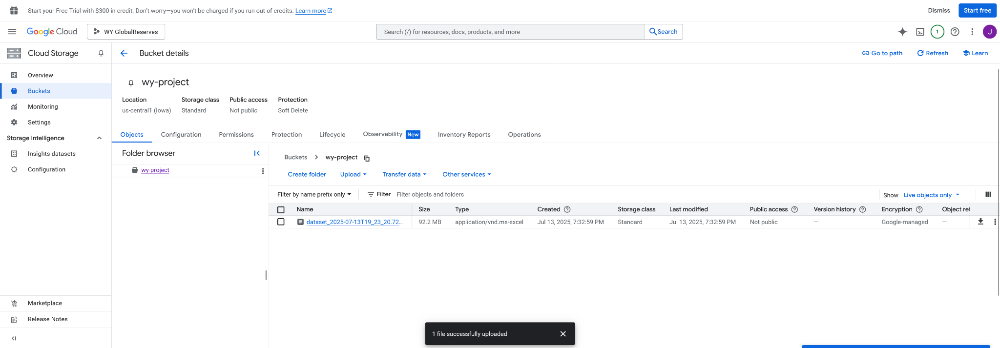 Start your Free Trial with $300 in credit. Don't worry—you won't be charged if you run out of credits. Learn more
Dismiss
Start free
Google Cloud
WY-GlobalReserves
Search (/) for resources, docs, products, and more
Search
1
J
Cloud Storage
Bucket details
Go to path
Refresh
Learn
Overview
Buckets
Monitoring
Settings
Storage Intelligence
Insights datasets
Configuration
Marketplace
Release Notes
wy-project
Location Storage class Public access Protection
us-central1 (Iowa) Standard Not public Soft Delete
Objects Configuration Permissions Protection Lifecycle Observability New Inventory Reports Operations
Folder browser
wy-project
Buckets > wy-project
Create folder Upload Transfer data Other services
Filter by name prefix only Filter Filter objects and folders
Show Live objects only
Name Size Type Created Storage class Last modified Public access Version history Encryption Object ret
dataset_2025-07-13T19_23_20.72... 92.2 MB application/vnd.ms-excel Jul 13, 2025, 7:32:59 PM Standard Jul 13, 2025, 7:32:59 PM Not public — Google-managed —
1 file successfully uploaded